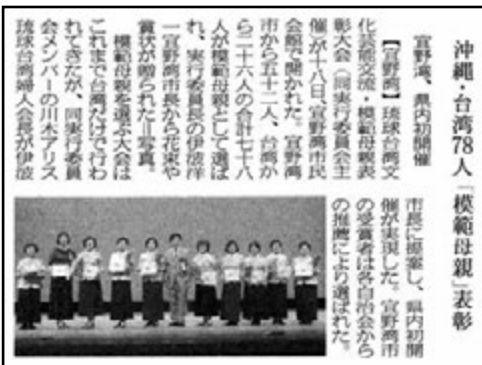 沖縄・台湾78人「模範母親」表彰
宜野湾、県内初開催
【宜野湾】琉球台湾文
化芸能交流・模範母親表
彰大会（同実行委員会主
催）が十八日、宜野湾市民
会館で開かれた。宜野湾
市から五十二人、台湾か
ら二十六人の合計七十八
人が模範母親として選ば
れ、実行委員長の伊波洋
一宜野湾市長から花束や
賞状が贈られた＝写真。
模範母親を選ぶ大会は
これまで台湾だけで行わ
れてきたが、同実行委員
会メンバーの川木アリス
琉球台湾婦人会長が伊波
市長に提案し、県内初開
催が実現した。宜野湾市
の受賞者は各自治会から
の推薦により選ばれた。